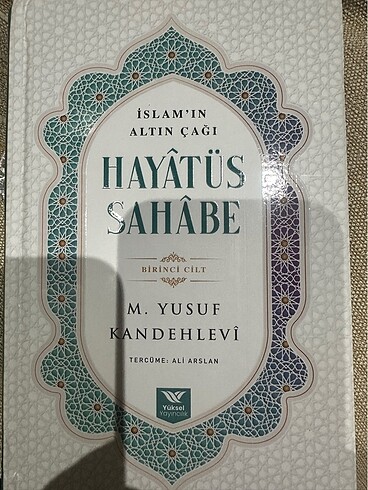 İSLAM'IN
ALTIN ÇAĞI
HAYÂTÜS
SAHÂBE
BİRİNCİ CİLT
M. YUSUF
KANDEHLEVÎ
TERCÜME: ALİ ARSLAN
Yüksel
Yayıncılık